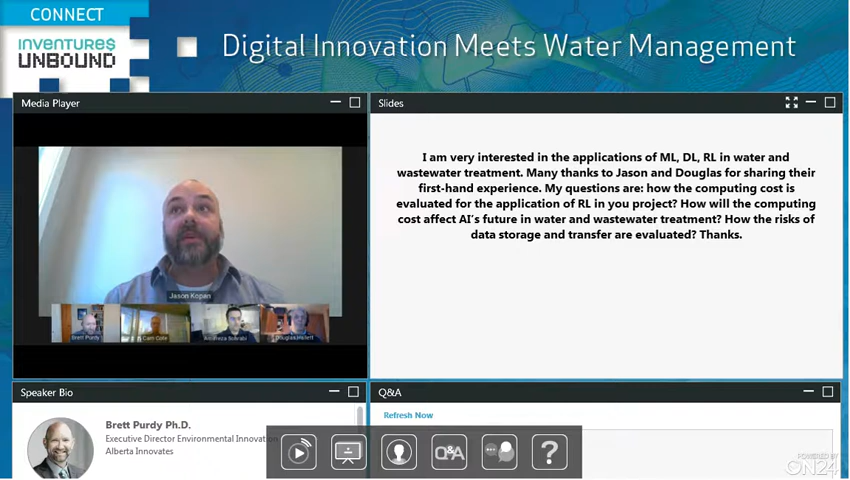 CONNECT
INVENTURE$
UNBOUND
Digital Innovation Meets Water Management
Media Player
Jason Kopan
Brett Purdy
Cam Cote
Douglas Hallett
Slides
I am very interested in the applications of ML, DL, RL in water and
wastewater treatment. Many thanks to Jason and Douglas for sharing their
first-hand experience. My questions are: how the computing cost is
evaluated for the application of RL in you project? How will the computing
cost affect AI's future in water and wastewater treatment? How the risks of
data storage and transfer are evaluated? Thanks.
Speaker Bio
Brett Purdy Ph.D.
Executive Director Environmental Innovation
Alberta Innovates
Q&A
Refresh Now
Q&A
?
POWERED BY
ON24